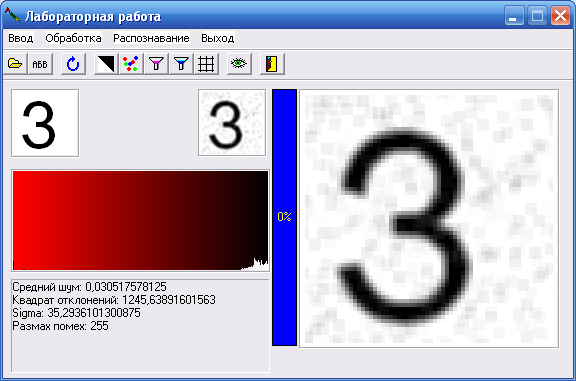 Лабораторная работа
Ввод Обработка Распознавание Выход
АБВ
3 3
0%
3
Средний шум: 0,030517578125
Квадрат отклонений: 1245,63891601563
Sigma: 35,2936101300875
Размах помех: 255